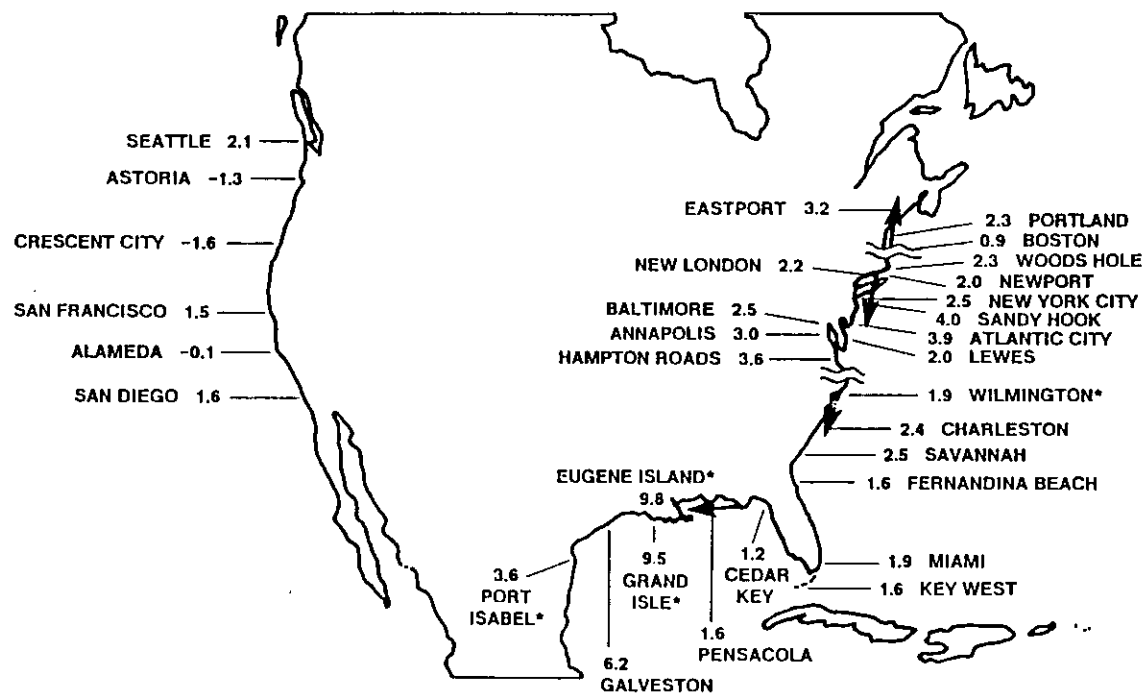 SEATTLE 2.1
ASTORIA -1.3
CRESCENT CITY -1.6
SAN FRANCISCO 1.5
ALAMEDA -0.1
SAN DIEGO 1.6
EASTPORT 3.2
2.3 PORTLAND
0.9 BOSTON
2.3 WOODS HOLE
NEW LONDON 2.2
2.0 NEWPORT
2.5 NEW YORK CITY
BALTIMORE 2.5
4.0 SANDY HOOK
ANNAPOLIS 3.0
3.9 ATLANTIC CITY
HAMPTON ROADS 3.6
2.0 LEWES
1.9 WILMINGTON*
2.4 CHARLESTON
2.5 SAVANNAH
1.6 FERNANDINA BEACH
EUGENE ISLAND*
9.8
3.6
PORT
ISABEL*
9.5
GRAND
ISLE*
1.2
CEDAR
KEY
1.9 MIAMI
1.6 KEY WEST
1.6
PENSACOLA
6.2
GALVESTON